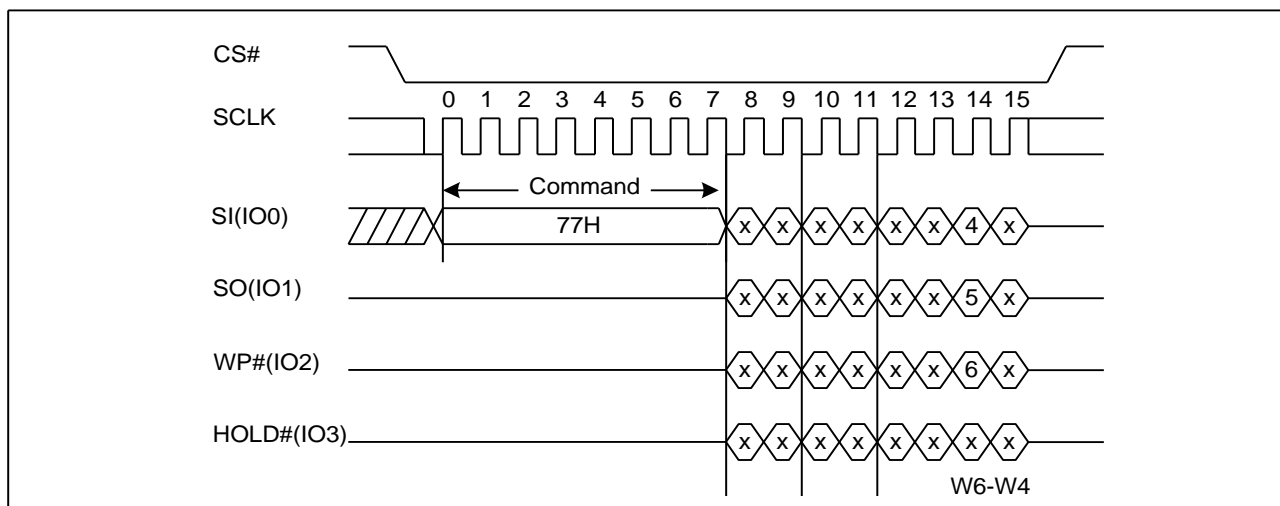 CS#
0 1 2 3 4 5 6 7 8 9 10 11 12 13 14 15
SCLK
Command
SI(IO0) 77H x x x x x x 4 x
SO(IO1) x x x x x x 5 x
WP#(IO2) x x x x x x 6 x
HOLD#(IO3) x x x x x x x x
W6-W4